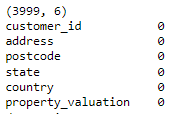 (3999, 6)
customer_id 0
address 0
postcode 0
state 0
country 0
property_valuation 0